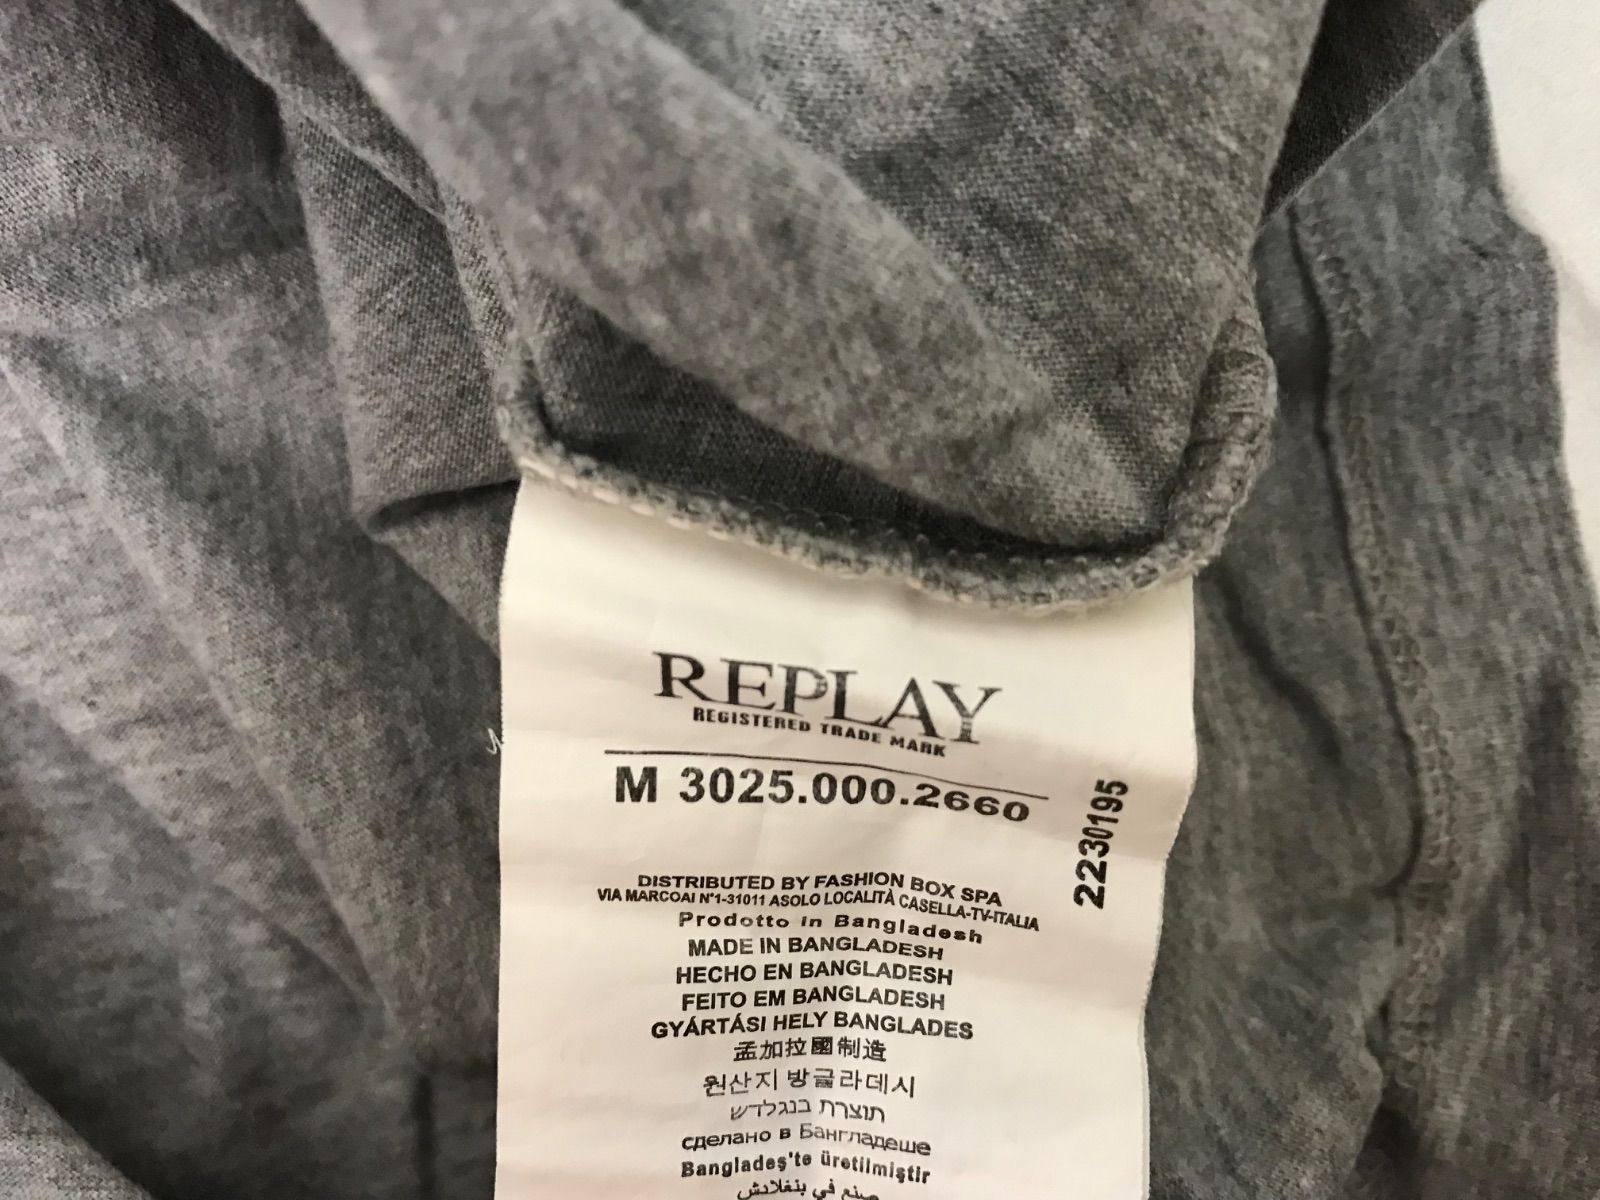 REPLAY
REGISTERED TRADE MARK
M 3025.000.2660
2230195
DISTRIBUTED BY FASHION BOX SPA
VIA MARCOAI N°1-31011 ASOLO LOCALITÀ CASELLA-TV-ITALIA
Prodotto in Bangladesh
MADE IN BANGLADESH
HECHO EN BANGLADESH
FEITO EM BANGLADESH
GYÁRTÁSI HELY BANGLADES
孟加拉國制造
원산지 방글라데시
תוצרת בנגלדש
сделано в Бангладеше
Bangladeş'te üretilmiştir
صنع في بنغلادش